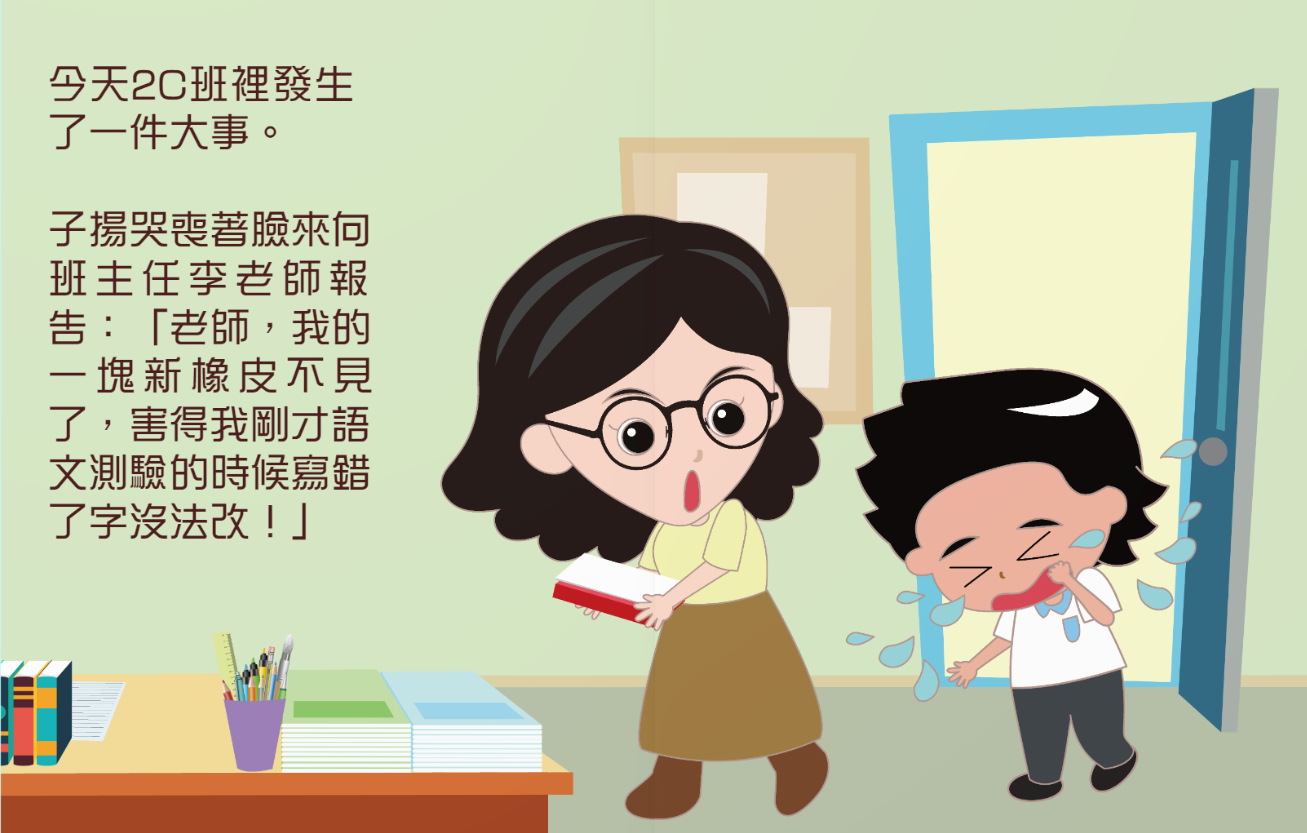 今天2C班裡發生
了一件大事。
子揚哭喪著臉來向
班主任李老師報
告：「老師，我的
一塊新橡皮不見
了，害得我剛才語
文測驗的時候寫錯
了字沒法改！」